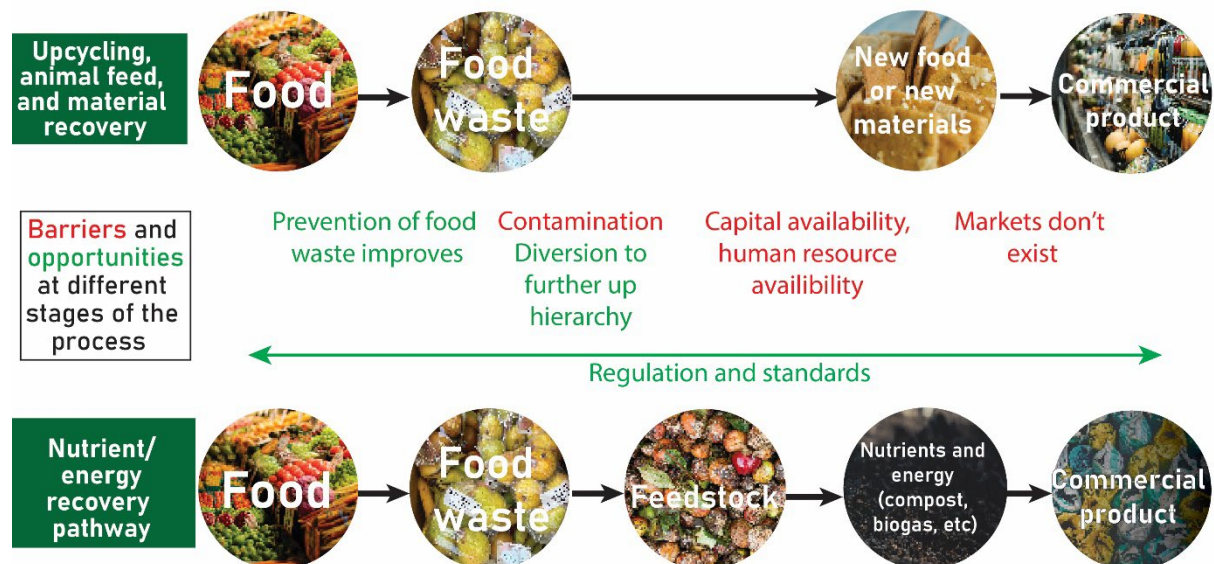 Upcycling,
animal feed,
and material
recovery
Food
Food
waste
New food
or new
materials
Commercial
product
Barriers and
opportunities
at different
stages of the
process
Prevention of food
waste improves
Contamination
Diversion to
further up
hierarchy
Capital availability,
human resource
availibility
Markets don’t
exist
Regulation and standards
Nutrient/
energy
recovery
pathway
Food
Food
waste
Feedstock
Nutrients and
energy
(compost,
biogas, etc)
Commercial
product